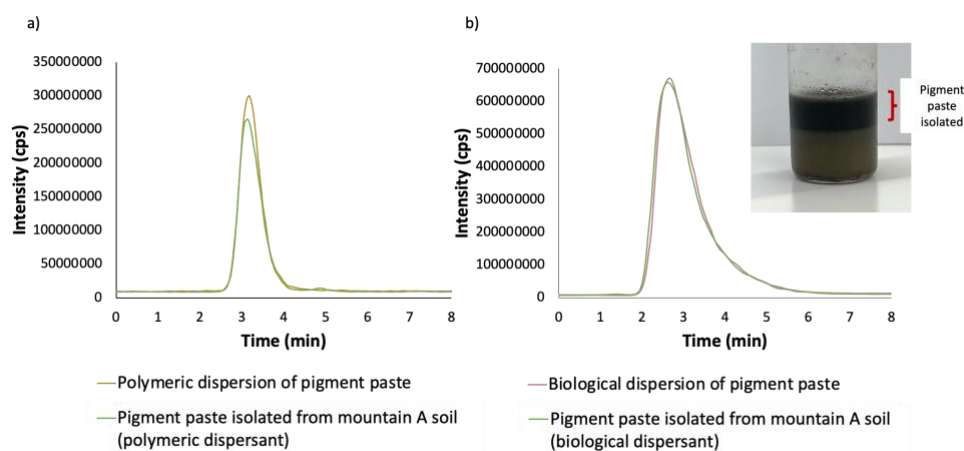 a)
350000000
300000000
250000000
200000000
150000000
100000000
50000000
0
Intensity (cps)
0 1 2 3 4 5 6 7 8
Time (min)
Polymeric dispersion of pigment paste
Pigment paste isolated from mountain A soil
(polymeric dispersant)
b)
700000000
600000000
500000000
400000000
300000000
200000000
100000000
0
Intensity (cps)
0 1 2 3 4 5 6 7 8
Time (min)
Pigment
paste
isolated
Biological dispersion of pigment paste
Pigment paste isolated from mountain A soil
(biological dispersant)